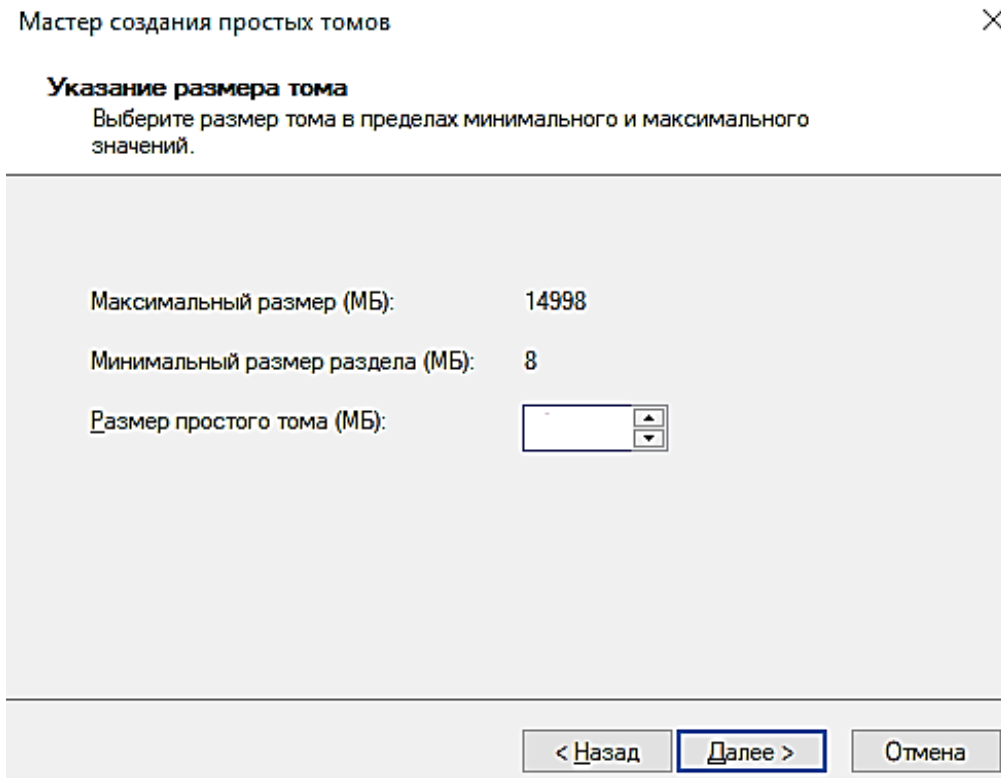 Мастер создания простых томов
Указание размера тома
Выберите размер тома в пределах минимального и максимального
значений.
Максимальный размер (МБ): 14998
Минимальный размер раздела (МБ): 8
Размер простого тома (МБ):
< Назад Далее > Отмена